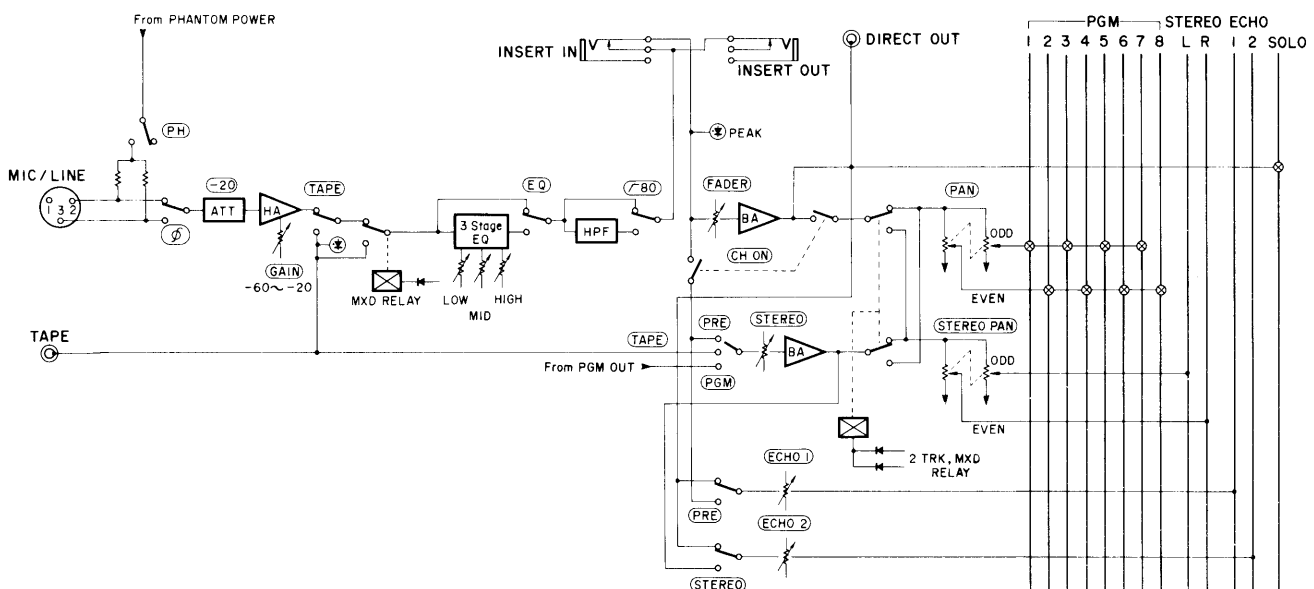 From PHANTOM POWER
PGM STEREO ECHO
1 2 3 4 5 6 7 8 L R 1 2 SOLO
INSERT IN
INSERT OUT
DIRECT OUT
PH
PEAK
MIC/LINE
1 3 2
-20
ATT
HA
TAPE
EQ
80
FADER
BA
PAN
ODD
3 Stage
EQ
HPF
Ø
GAIN
-60~-20
MXD RELAY
LOW
MID
HIGH
CH ON
EVEN
STEREO PAN
TAPE
TAPE
PRE
STEREO
BA
ODD
From PGM OUT
PGM
EVEN
2 TRK, MXD
RELAY
ECHO 1
PRE
ECHO 2
STEREO